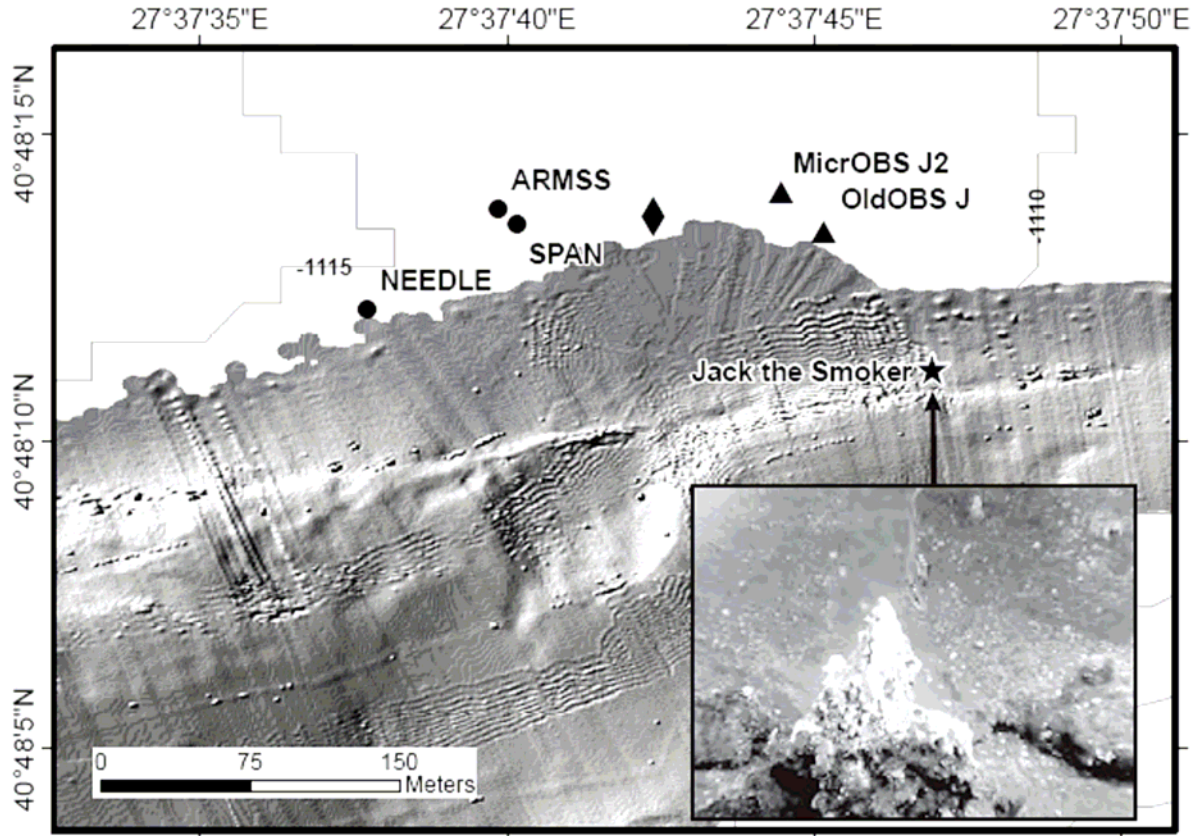 27°37'35"E 27°37'40"E 27°37'45"E 27°37'50"E
40°48'15"N
MicrOBS J2
ARMSS
OldOBS J
-1110
SPAN
-1115
NEEDLE
Jack the Smoker
40°48'10"N
40°48'5"N
0 75 150
Meters